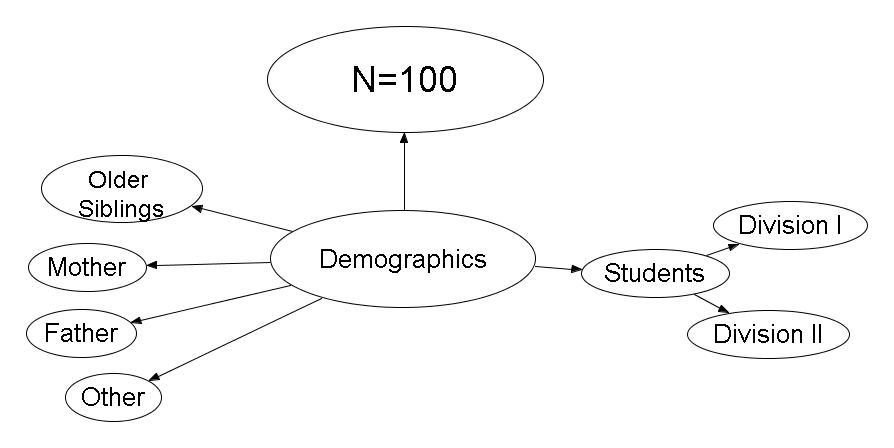 N=100
Older
Siblings
Mother
Father
Other
Demographics
Students
Division I
Division II